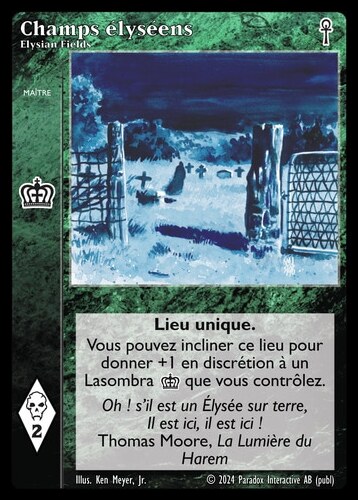 Champs elyséens
Elysian Fields
MAÎTRE
Lieu unique.
Vous pouvez incliner ce lieu pour
donner +1 en discrétion à un
Lasombra que vous contrôlez.
Oh ! s'il est un Élysée sur terre,
Il est ici, il est ici !
Thomas Moore, La Lumière du
Harem
2
Illus. Ken Meyer, Jr.
© 2024 Paradox Interactive AB (publ)